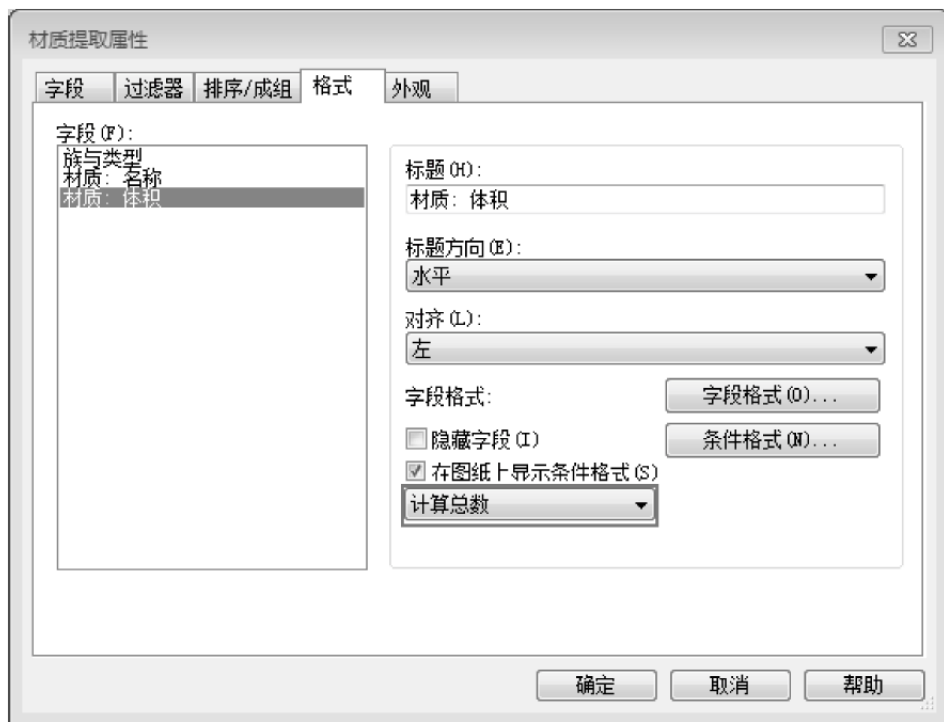 材质提取属性
字段 过滤器 排序/成组 格式 外观
字段(F):
族与类型
材质: 名称
材质: 体积
标题(H):
材质: 体积
标题方向(E):
水平
对齐(L):
左
字段格式: 字段格式(O)...
隐藏字段(I) 条件格式(N)...
在图纸上显示条件格式(S)
计算总数
确定 取消 帮助